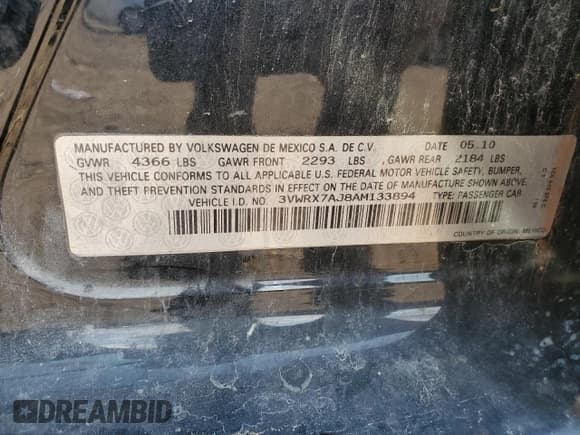 MANUFACTURED BY VOLKSWAGEN DE MEXICO S.A. DE C.V. DATE 05.10
GVWR 4366 LBS GAWR FRONT 2293 LBS , GAWR REAR 2184 LBS
THIS VEHICLE CONFORMS TO ALL APPLICABLE U.S. FEDERAL MOTOR VEHICLE SAFETY, BUMPER,
AND THEFT PREVENTION STANDARDS IN EFFECT ON THE DATE OF MANUFACTURE SHOWN ABOVE.
VEHICLE I.D. NO. 3VWRX7AJ8AM133894 TYPE: PASSENGER CAR
COUNTRY OF ORIGIN: MEXICO
DREAMBID